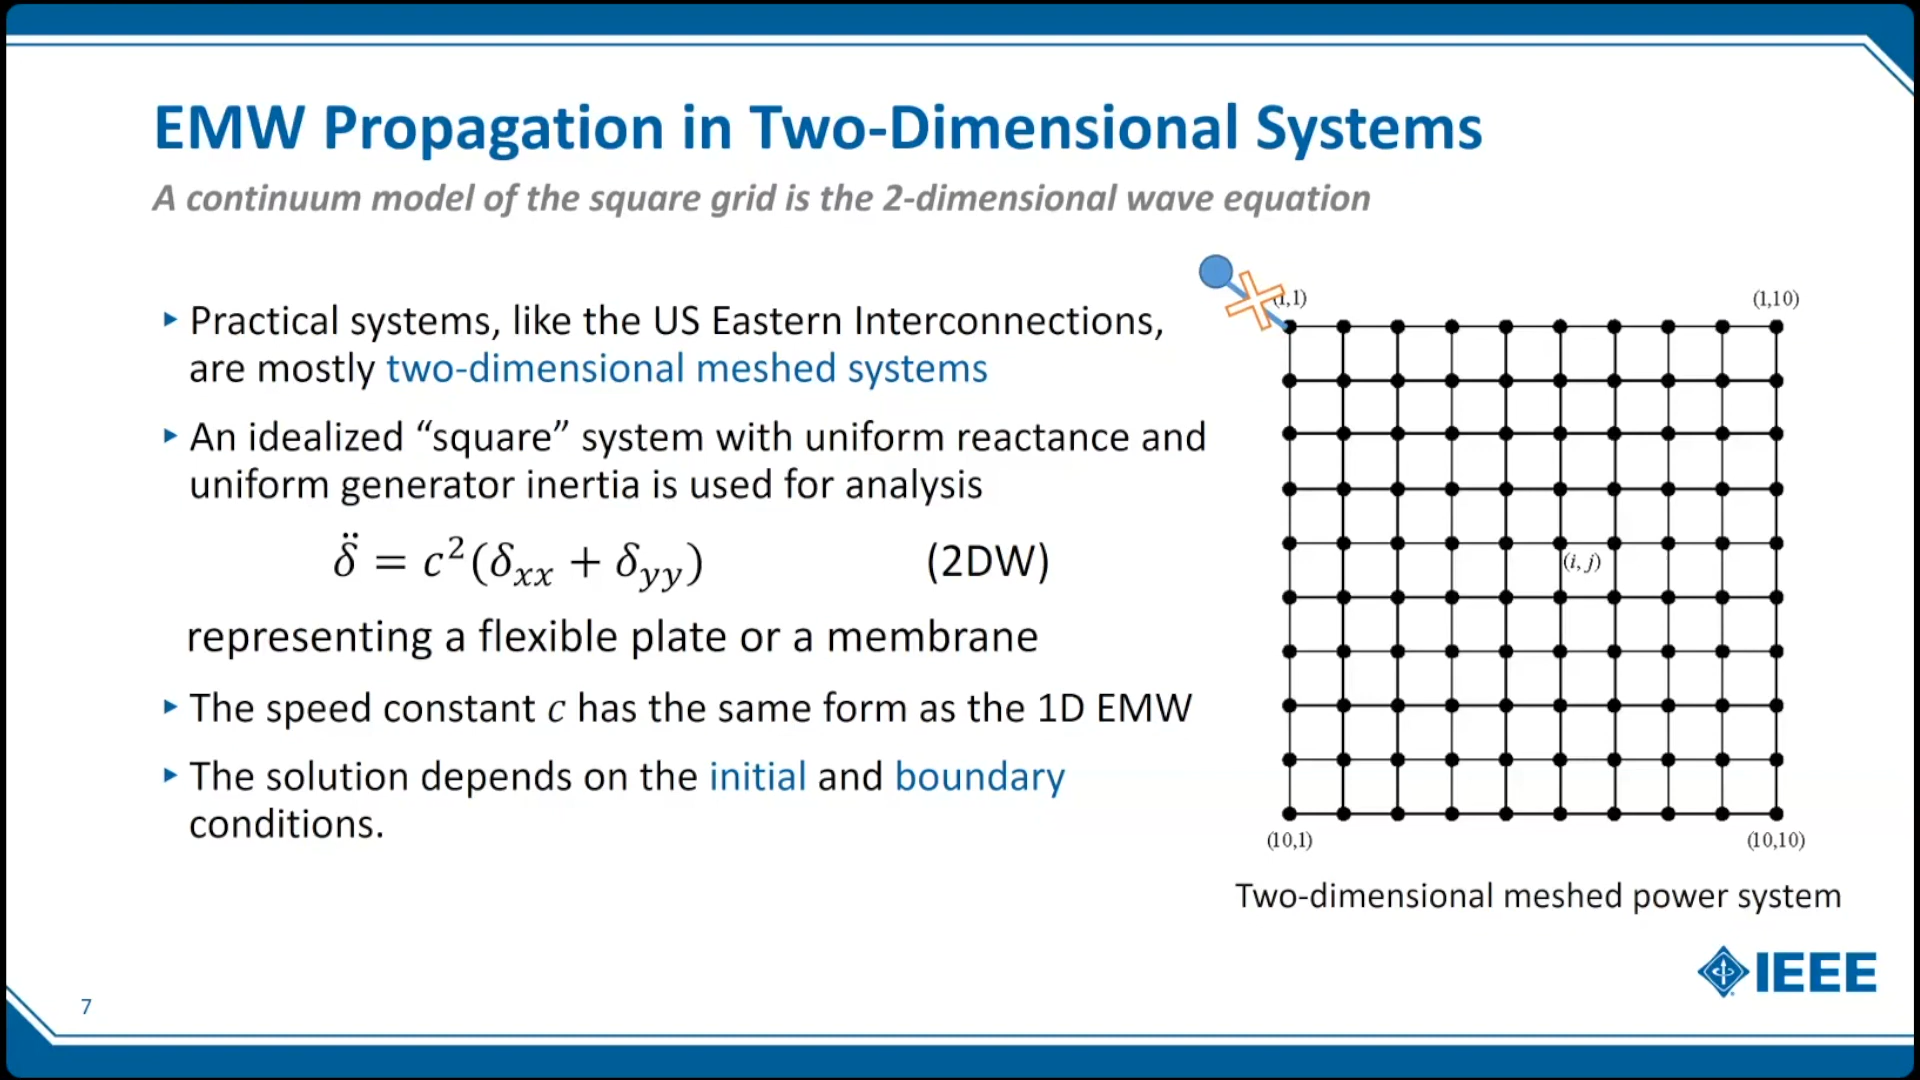 EMW Propagation in Two-Dimensional Systems
A continuum model of the square grid is the 2-dimensional wave equation
▸ Practical systems, like the US Eastern Interconnections,
are mostly two-dimensional meshed systems
▸ An idealized “square” system with uniform reactance and
uniform generator inertia is used for analysis
δ̈ = c²(δ_xx + δ_yy) (2DW)
representing a flexible plate or a membrane
▸ The speed constant c has the same form as the 1D EMW
▸ The solution depends on the initial and boundary
conditions.
(1,1) (1,10)
(i, j)
(10,1) (10,10)
Two-dimensional meshed power system
IEEE
7